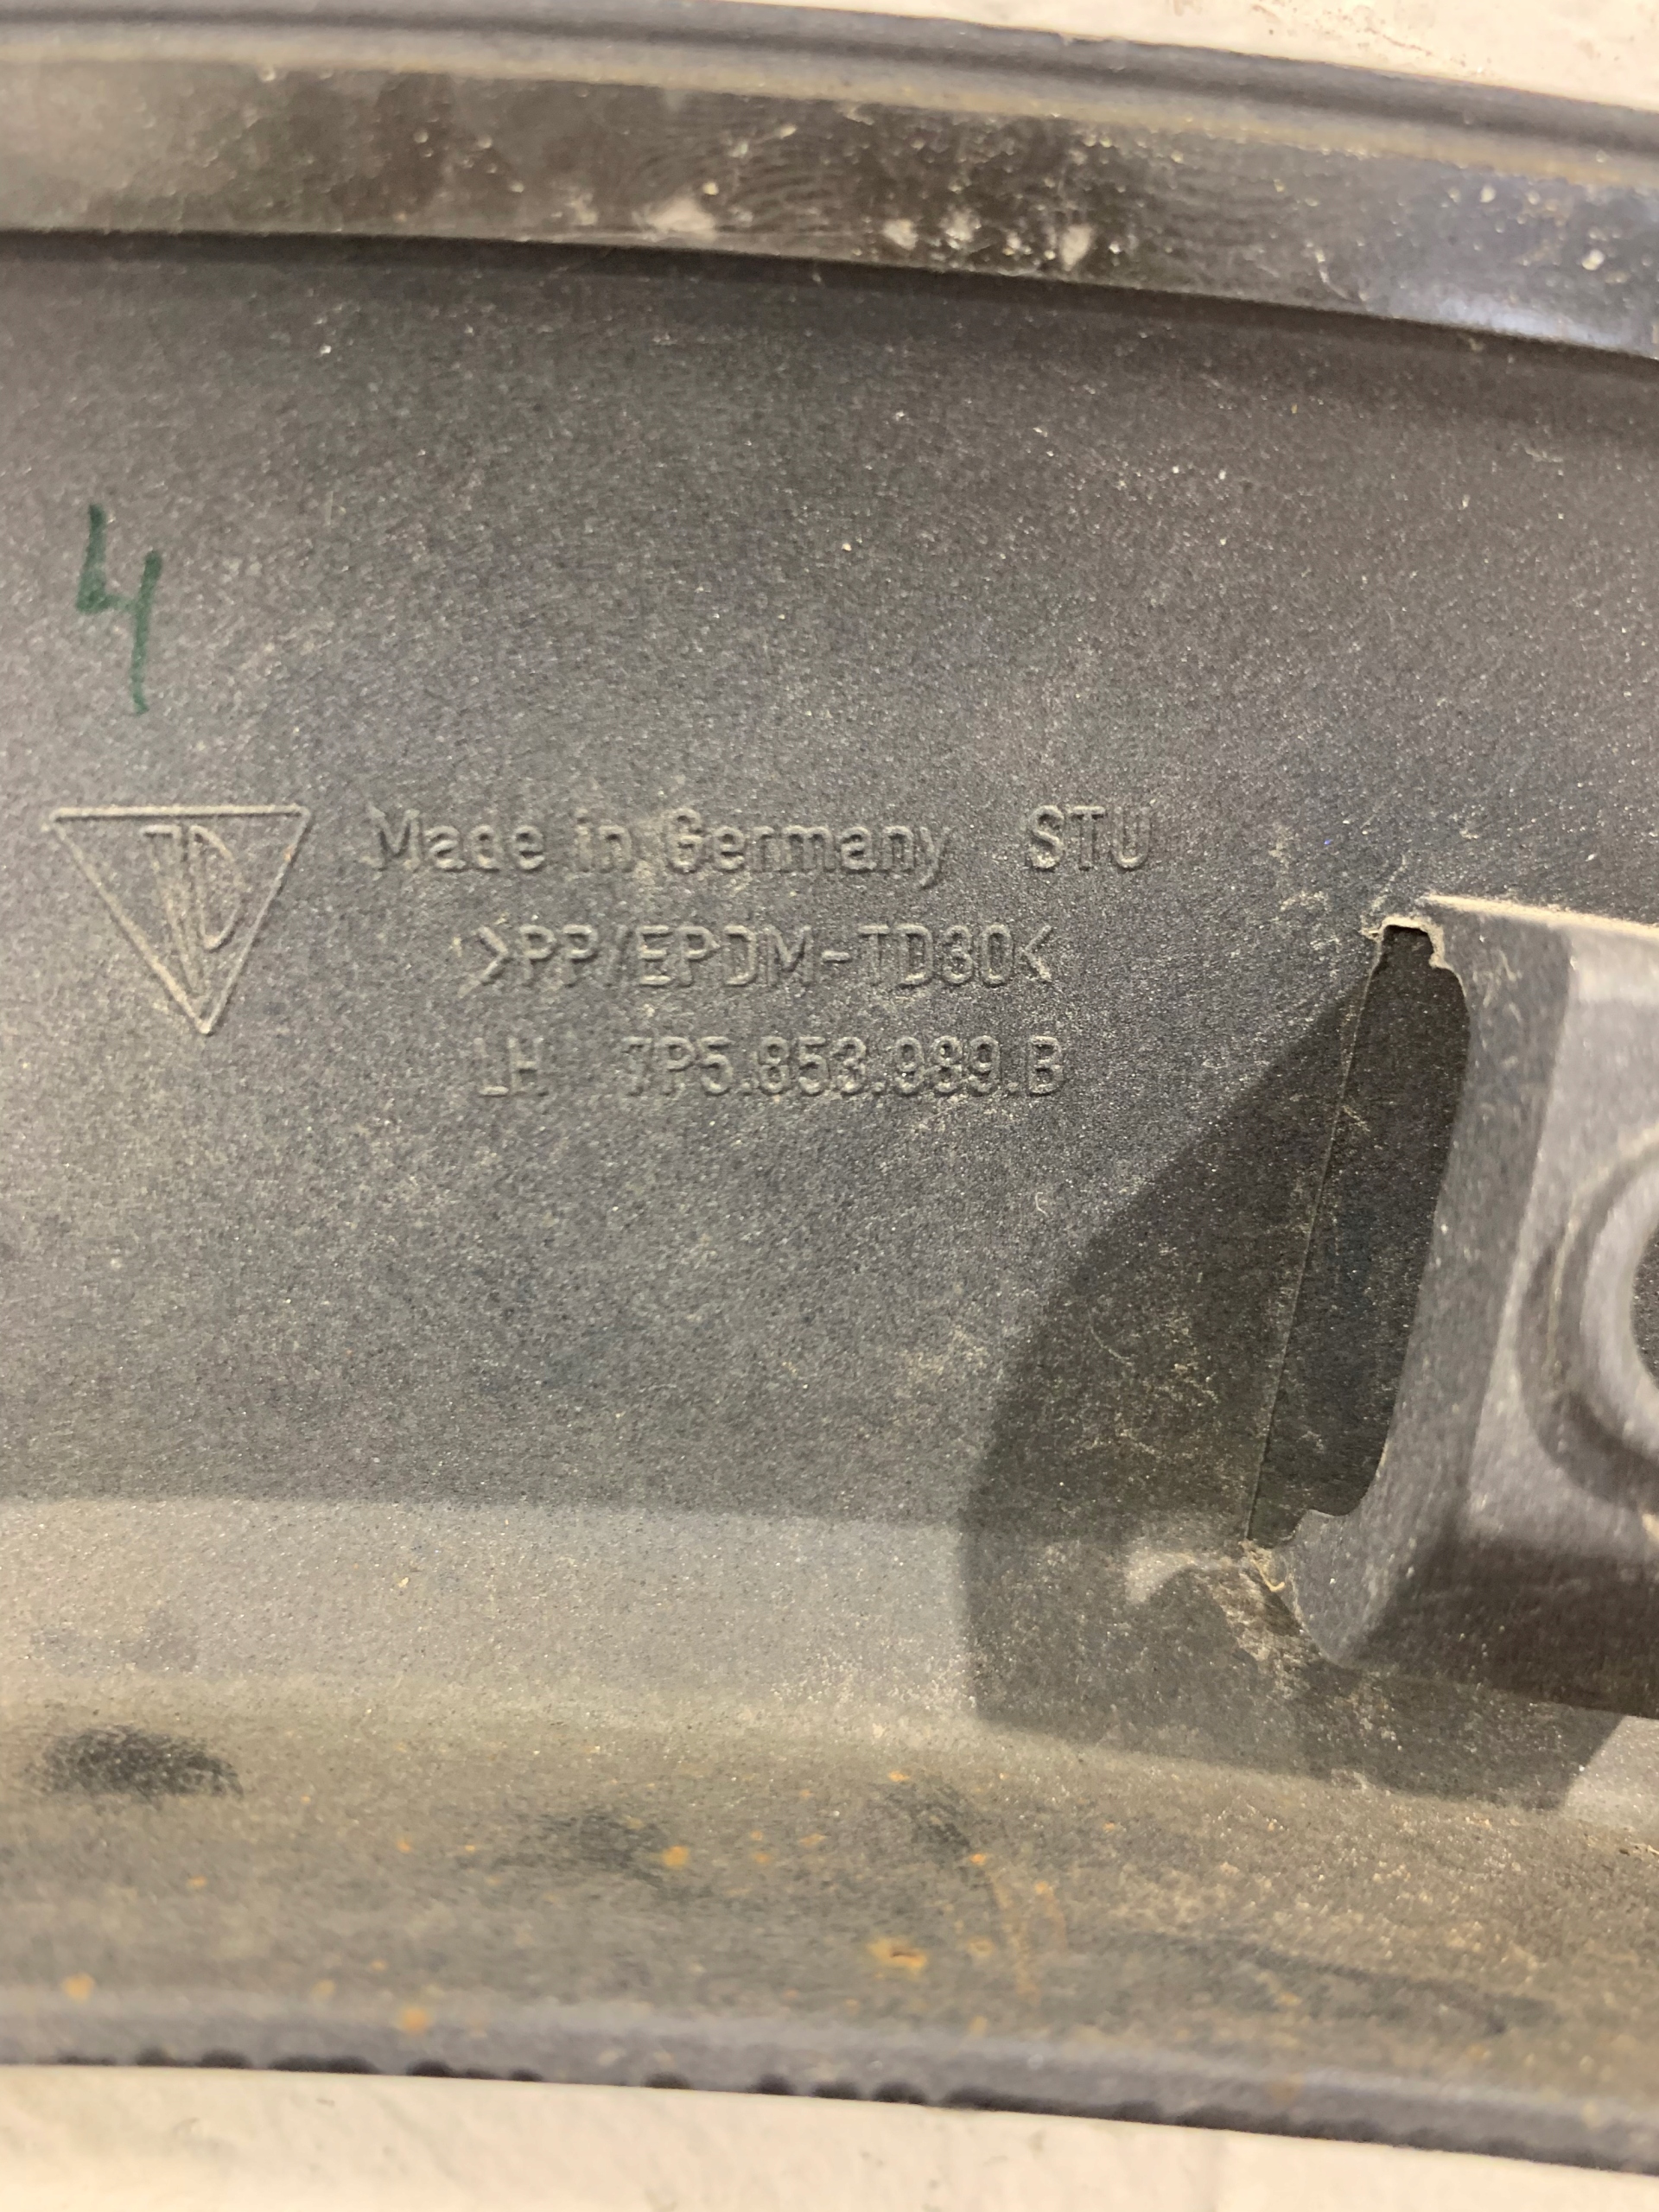 4
Made in Germany STU
>PP/EPDM-TD30<
LH 7P5.853.989.B